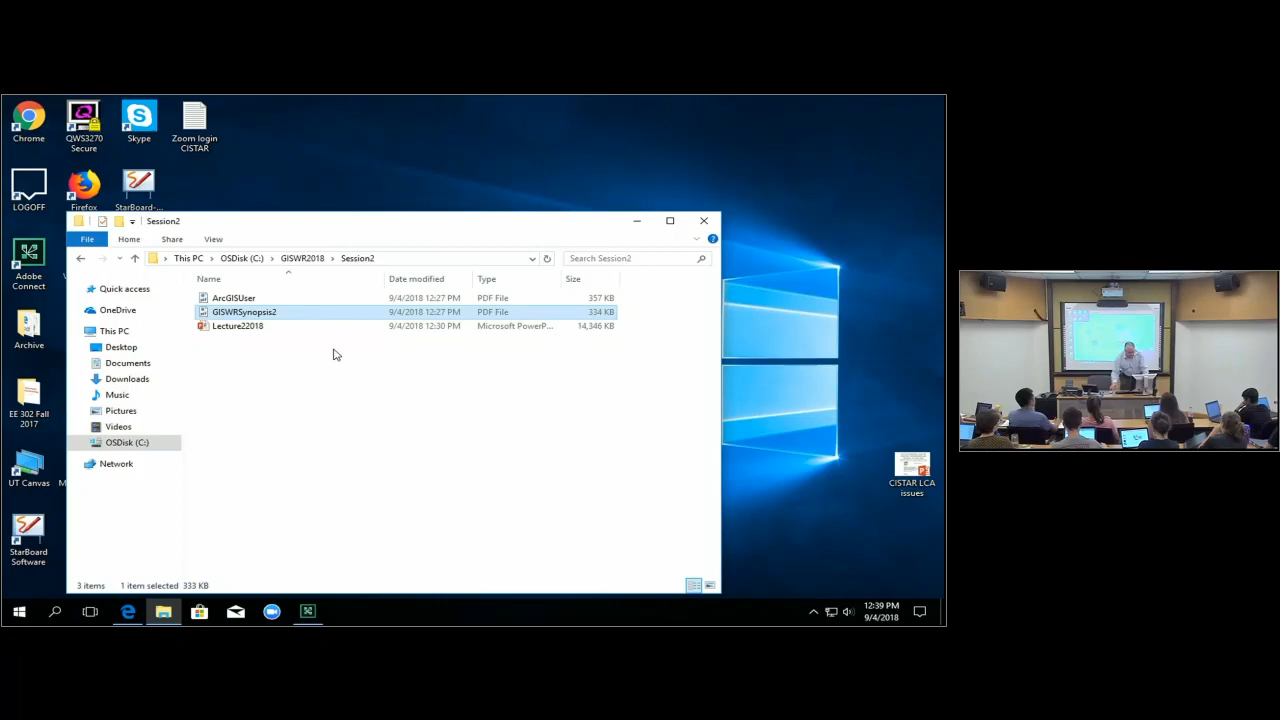 Chrome
QWS3270
Secure
Skype
Zoom login
CISTAR
LOGOFF
Firefox
StarBoard-...
Adobe
Connect
Archive
EE 302 Fall
2017
UT Canvas
M
StarBoard
Software
CISTAR LCA
issues
Session2
File Home Share View
This PC > OSDisk (C:) > GISWR2018 > Session2
Search Session2
Name Date modified Type Size
ArcGISUser 9/4/2018 12:27 PM PDF File 357 KB
GISWRSynopsis2 9/4/2018 12:27 PM PDF File 334 KB
Lecture22018 9/4/2018 12:30 PM Microsoft PowerP... 14,346 KB
Quick access
OneDrive
This PC
Desktop
Documents
Downloads
Music
Pictures
Videos
OSDisk (C:)
Network
3 items 1 item selected 333 KB
12:39 PM
9/4/2018